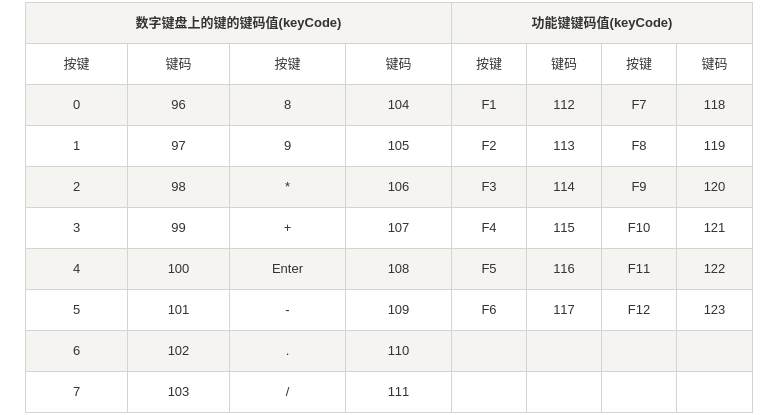 数字键盘上的键的键码值(keyCode) 功能键键码值(keyCode)
按键 键码 按键 键码 按键 键码 按键 键码
0 96 8 104 F1 112 F7 118
1 97 9 105 F2 113 F8 119
2 98 * 106 F3 114 F9 120
3 99 + 107 F4 115 F10 121
4 100 Enter 108 F5 116 F11 122
5 101 - 109 F6 117 F12 123
6 102 . 110
7 103 / 111